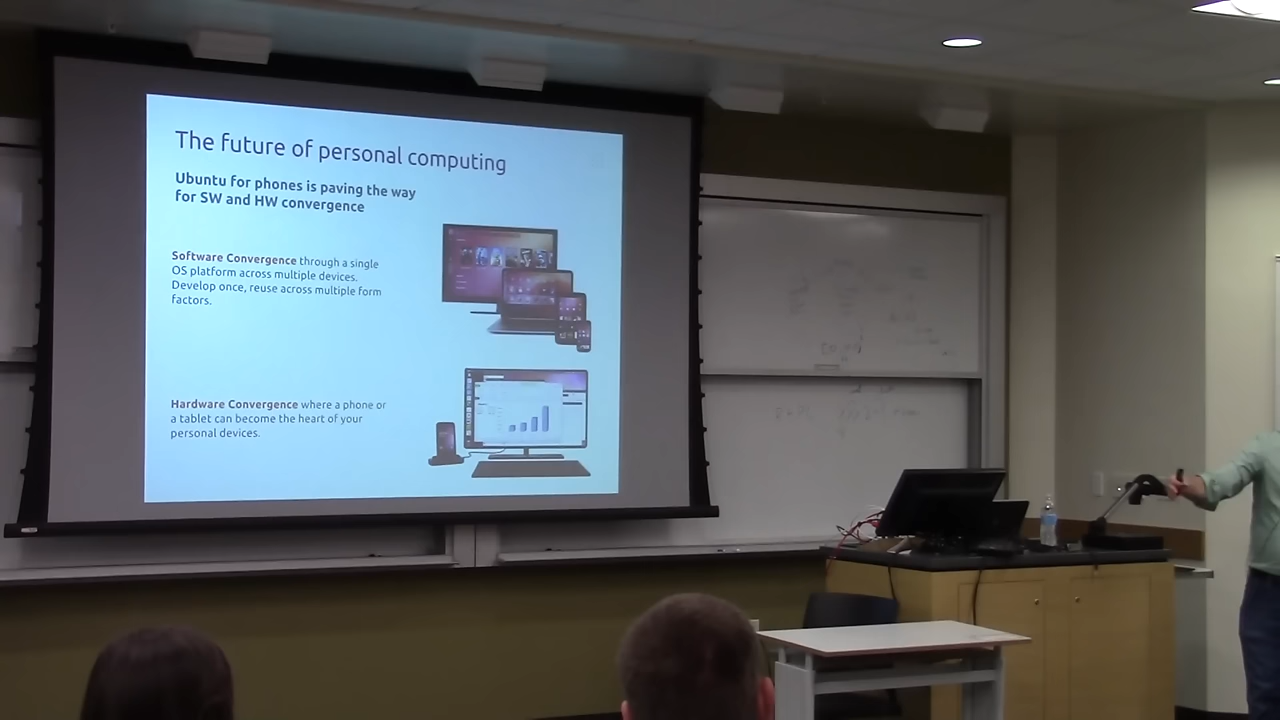 The future of personal computing
Ubuntu for phones is paving the way
for SW and HW convergence
Software Convergence through a single
OS platform across multiple devices.
Develop once, reuse across multiple form
factors.
Hardware Convergence where a phone or
a tablet can become the heart of your
personal devices.